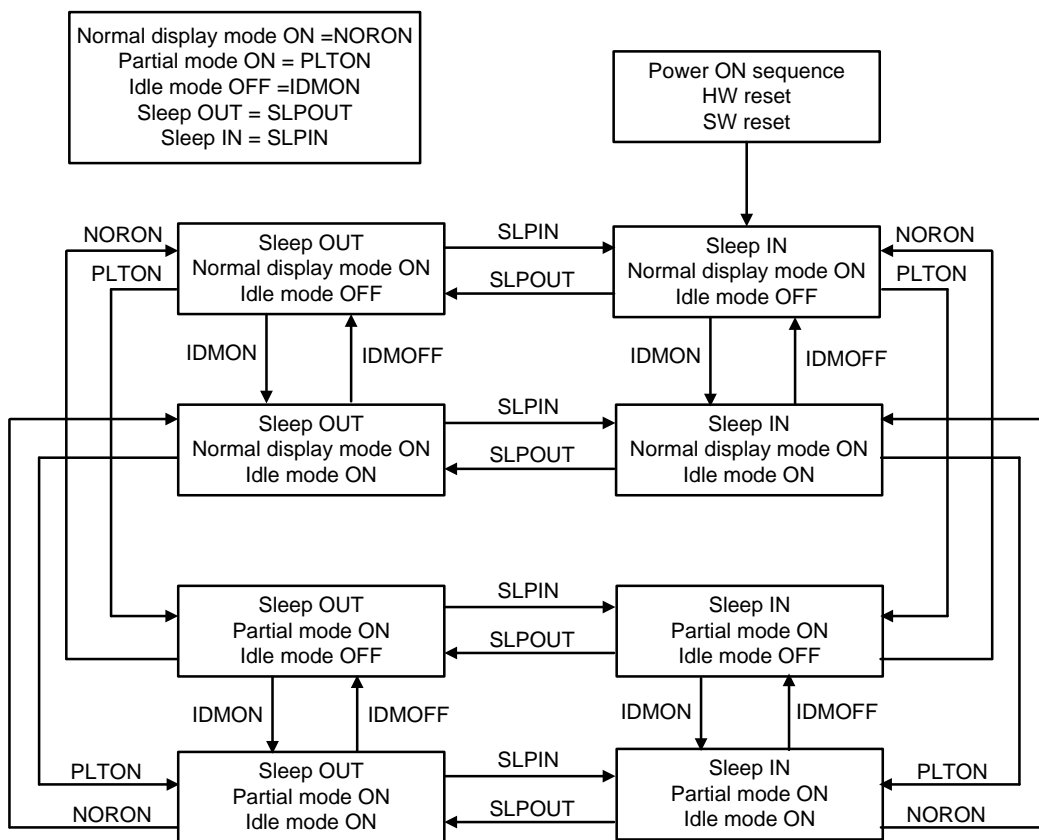 Normal display mode ON =NORON
Partial mode ON = PLTON
Idle mode OFF =IDMON
Sleep OUT = SLPOUT
Sleep IN = SLPIN
Power ON sequence
HW reset
SW reset
NORON
PLTON
Sleep OUT
Normal display mode ON
Idle mode OFF
SLPIN
SLPOUT
Sleep IN
Normal display mode ON
Idle mode OFF
NORON
PLTON
IDMON
IDMOFF
IDMON
IDMOFF
Sleep OUT
Normal display mode ON
Idle mode ON
SLPIN
SLPOUT
Sleep IN
Normal display mode ON
Idle mode ON
Sleep OUT
Partial mode ON
Idle mode OFF
SLPIN
SLPOUT
Sleep IN
Partial mode ON
Idle mode OFF
IDMON
IDMOFF
IDMON
IDMOFF
PLTON
NORON
Sleep OUT
Partial mode ON
Idle mode ON
SLPIN
SLPOUT
Sleep IN
Partial mode ON
Idle mode ON
PLTON
NORON